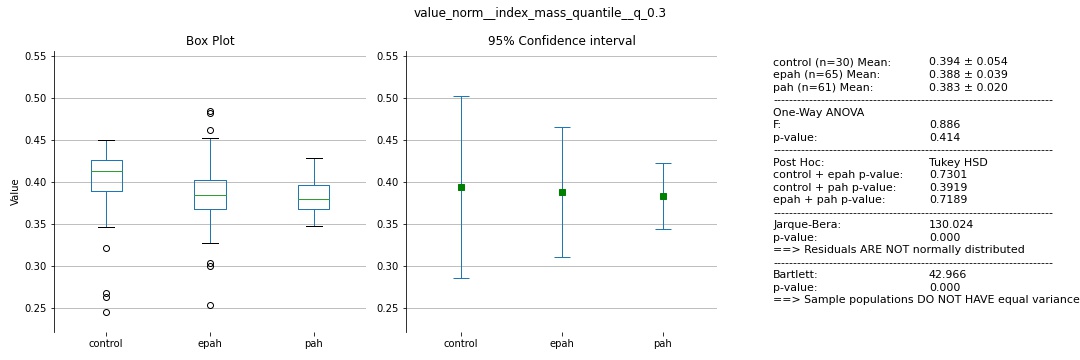 value_norm__index_mass_quantile__q_0.3
Box Plot
Value
0.55
0.50
0.45
0.40
0.35
0.30
0.25
control epah pah
95% Confidence interval
0.55
0.50
0.45
0.40
0.35
0.30
0.25
control epah pah
control (n=30) Mean: 0.394 ± 0.054
epah (n=65) Mean: 0.388 ± 0.039
pah (n=61) Mean: 0.383 ± 0.020
One-Way ANOVA
F: 0.886
p-value: 0.414
Post Hoc: Tukey HSD
control + epah p-value: 0.7301
control + pah p-value: 0.3919
epah + pah p-value: 0.7189
Jarque-Bera: 130.024
p-value: 0.000
==> Residuals ARE NOT normally distributed
Bartlett: 42.966
p-value: 0.000
==> Sample populations DO NOT HAVE equal variance